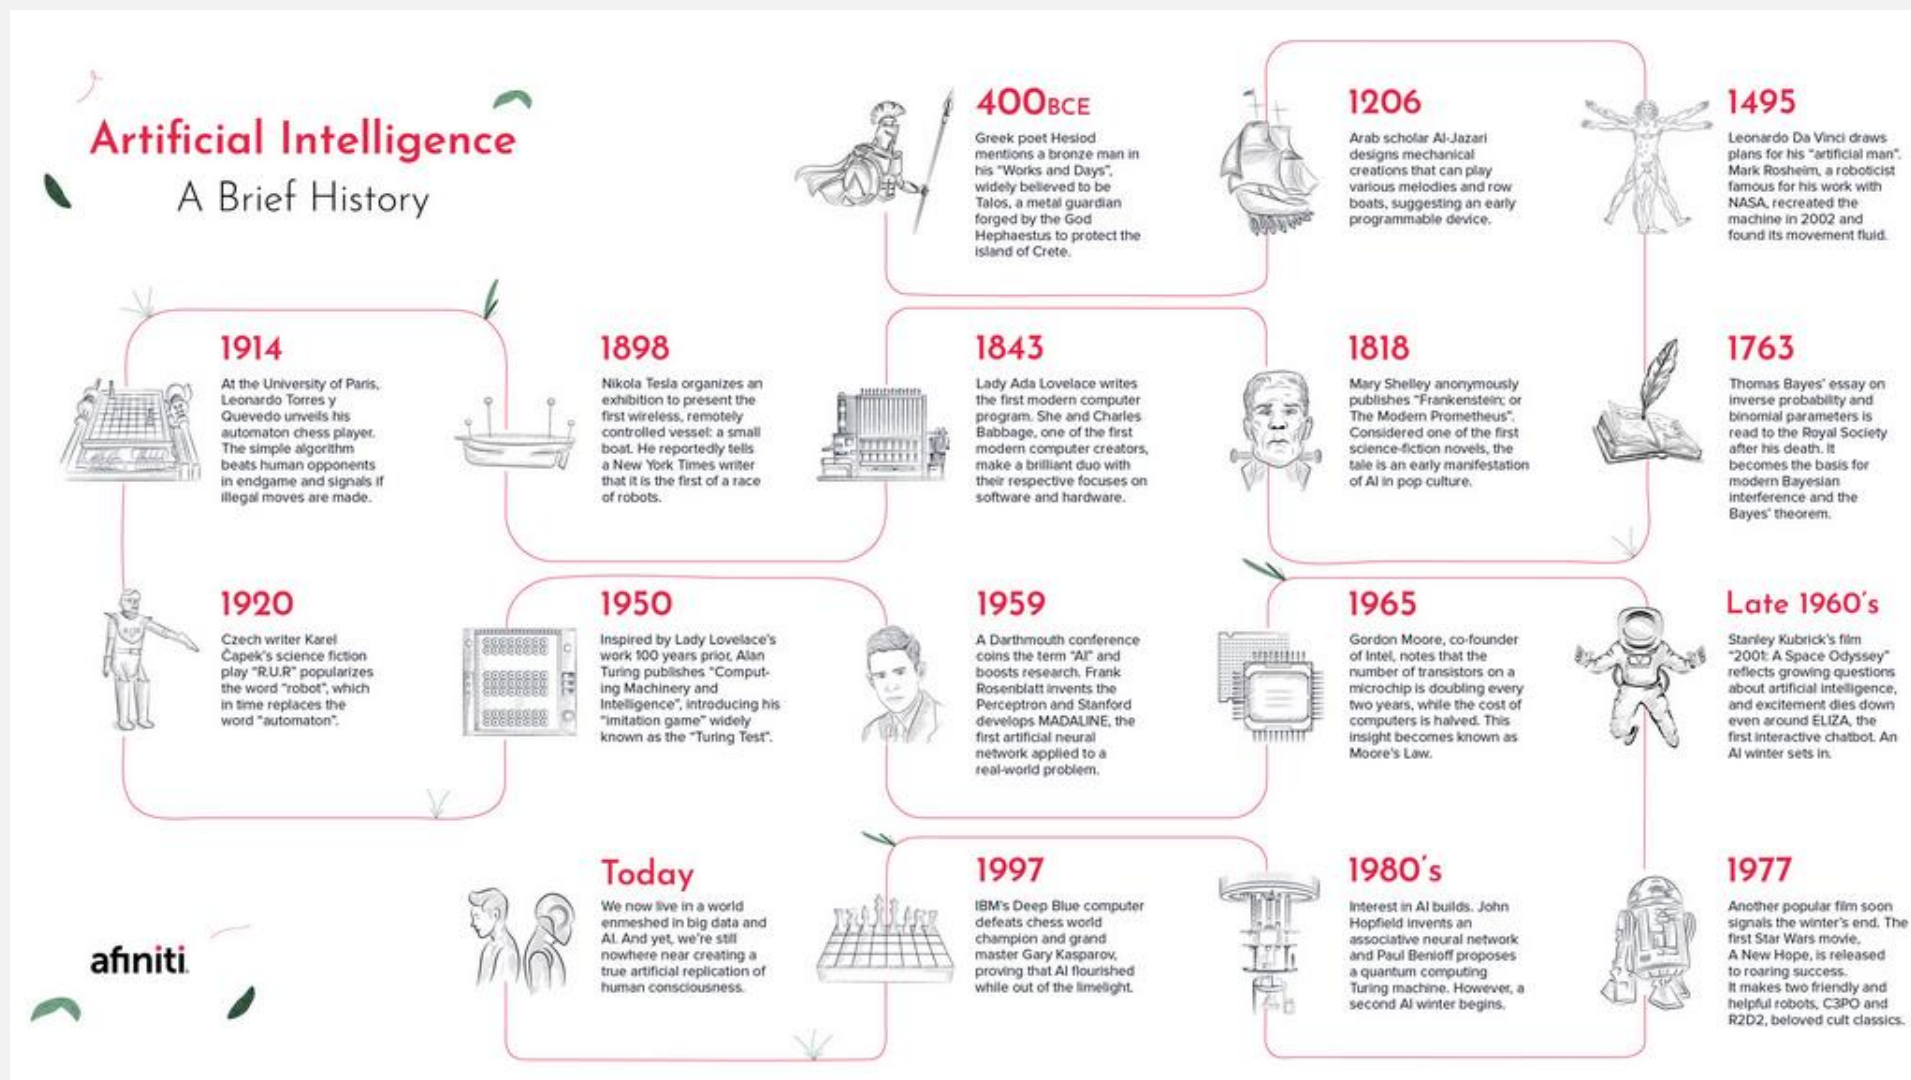 Artificial Intelligence
A Brief History
400BCE
Greek poet Hesiod
mentions a bronze man in
his "Works and Days",
widely believed to be
Talos, a metal guardian
forged by the God
Hephaestus to protect the
island of Crete.
1206
Arab scholar Al-Jazari
designs mechanical
creations that can play
various melodies and row
boats, suggesting an early
programmable device.
1495
Leonardo Da Vinci draws
plans for his "artificial man".
Mark Rosheim, a roboticist
famous for his work with
NASA, recreated the
machine in 2002 and
found its movement fluid.
1763
Thomas Bayes' essay on
inverse probability and
binomial parameters is
read to the Royal Society
after his death. It
becomes the basis for
modern Bayesian
interference and the
Bayes' theorem.
1818
Mary Shelley anonymously
publishes "Frankenstein; or
The Modern Prometheus".
Considered one of the first
science-fiction novels, the
tale is an early manifestation
of AI in pop culture.
1843
Lady Ada Lovelace writes
the first modern computer
program. She and Charles
Babbage, one of the first
modern computer creators,
make a brilliant duo with
their respective focuses on
software and hardware.
1898
Nikola Tesla organizes an
exhibition to present the
first wireless, remotely
controlled vessel: a small
boat. He reportedly tells
a New York Times writer
that it is the first of a race
of robots.
1914
At the University of Paris,
Leonardo Torres y
Quevedo unveils his
automaton chess player.
The simple algorithm
beats human opponents
in endgame and signals if
illegal moves are made.
1920
Czech writer Karel
Čapek's science fiction
play "R.U.R" popularizes
the word "robot", which
in time replaces the
word "automaton".
1950
Inspired by Lady Lovelace's
work 100 years prior, Alan
Turing publishes "Comput-
ing Machinery and
Intelligence", introducing his
"imitation game" widely
known as the "Turing Test".
1959
A Darthmouth conference
coins the term "AI" and
boosts research. Frank
Rosenblatt invents the
Perceptron and Stanford
develops MADALINE, the
first artificial neural
network applied to a
real-world problem.
1965
Gordon Moore, co-founder
of Intel, notes that the
number of transistors on a
microchip is doubling every
two years, while the cost of
computers is halved. This
insight becomes known as
Moore's Law.
Late 1960's
Stanley Kubrick's film
"2001: A Space Odyssey"
reflects growing questions
about artificial intelligence,
and excitement dies down
even around ELIZA, the
first interactive chatbot. An
AI winter sets in.
1977
Another popular film soon
signals the winter's end. The
first Star Wars movie,
A New Hope, is released
to roaring success.
It makes two friendly and
helpful robots, C3PO and
R2D2, beloved cult classics.
1980's
Interest in AI builds. John
Hopfield invents an
associative neural network
and Paul Benioff proposes
a quantum computing
Turing machine. However, a
second AI winter begins.
1997
IBM's Deep Blue computer
defeats chess world
champion and grand
master Gary Kasparov,
proving that AI flourished
while out of the limelight.
Today
We now live in a world
enmeshed in big data and
AI. And yet, we're still
nowhere near creating a
true artificial replication of
human consciousness.
afiniti